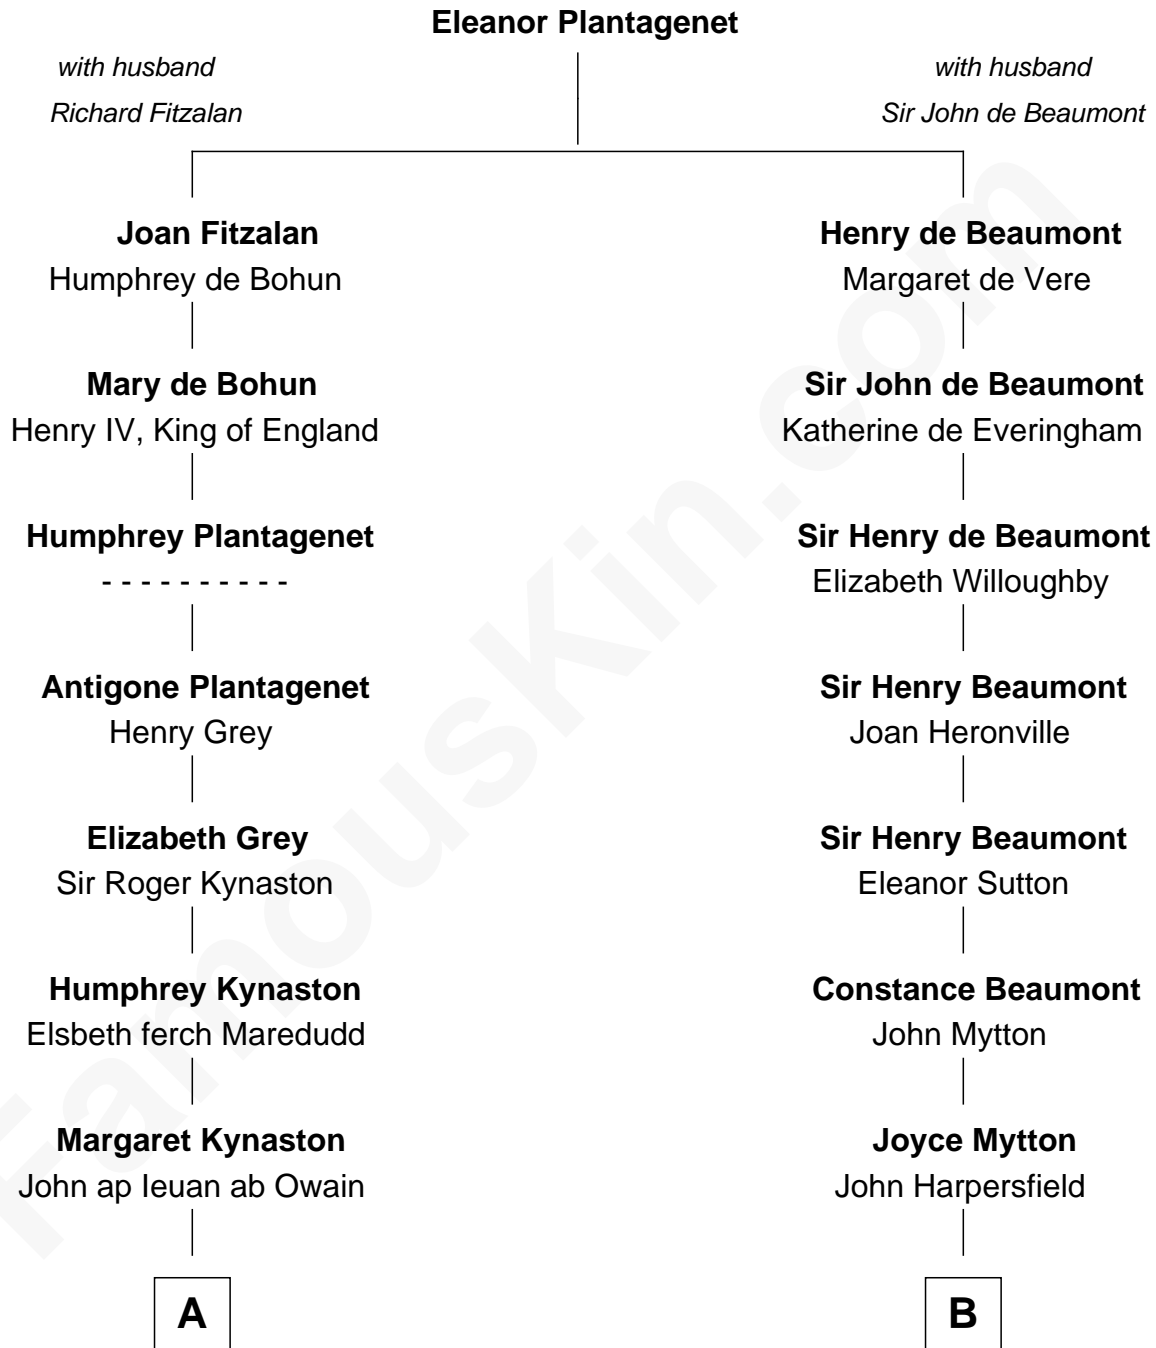 Eleanor Plantagenet
with husband
Richard Fitzalan
with husband
Sir John de Beaumont
Joan Fitzalan
Humphrey de Bohun
Henry de Beaumont
Margaret de Vere
Mary de Bohun
Henry IV, King of England
Sir John de Beaumont
Katherine de Everingham
Humphrey Plantagenet
- - - - - - - - - -
Sir Henry de Beaumont
Elizabeth Willoughby
Antigone Plantagenet
Henry Grey
Sir Henry Beaumont
Joan Heronville
Elizabeth Grey
Sir Roger Kynaston
Sir Henry Beaumont
Eleanor Sutton
Humphrey Kynaston
Elsbeth ferch Maredudd
Constance Beaumont
John Mytton
Margaret Kynaston
John ap Ieuan ab Owain
Joyce Mytton
John Harpersfield
A
B
FamousKin.com